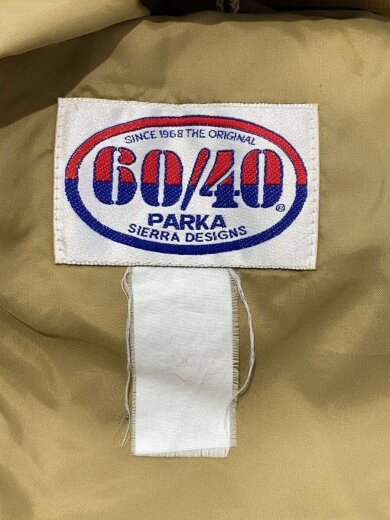 SINCE 1968 THE ORIGINAL
60/40®
PARKA
SIERRA DESIGNS